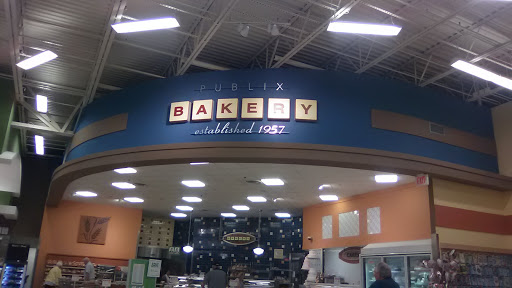 PUBLIX
BAKERY
established 1957